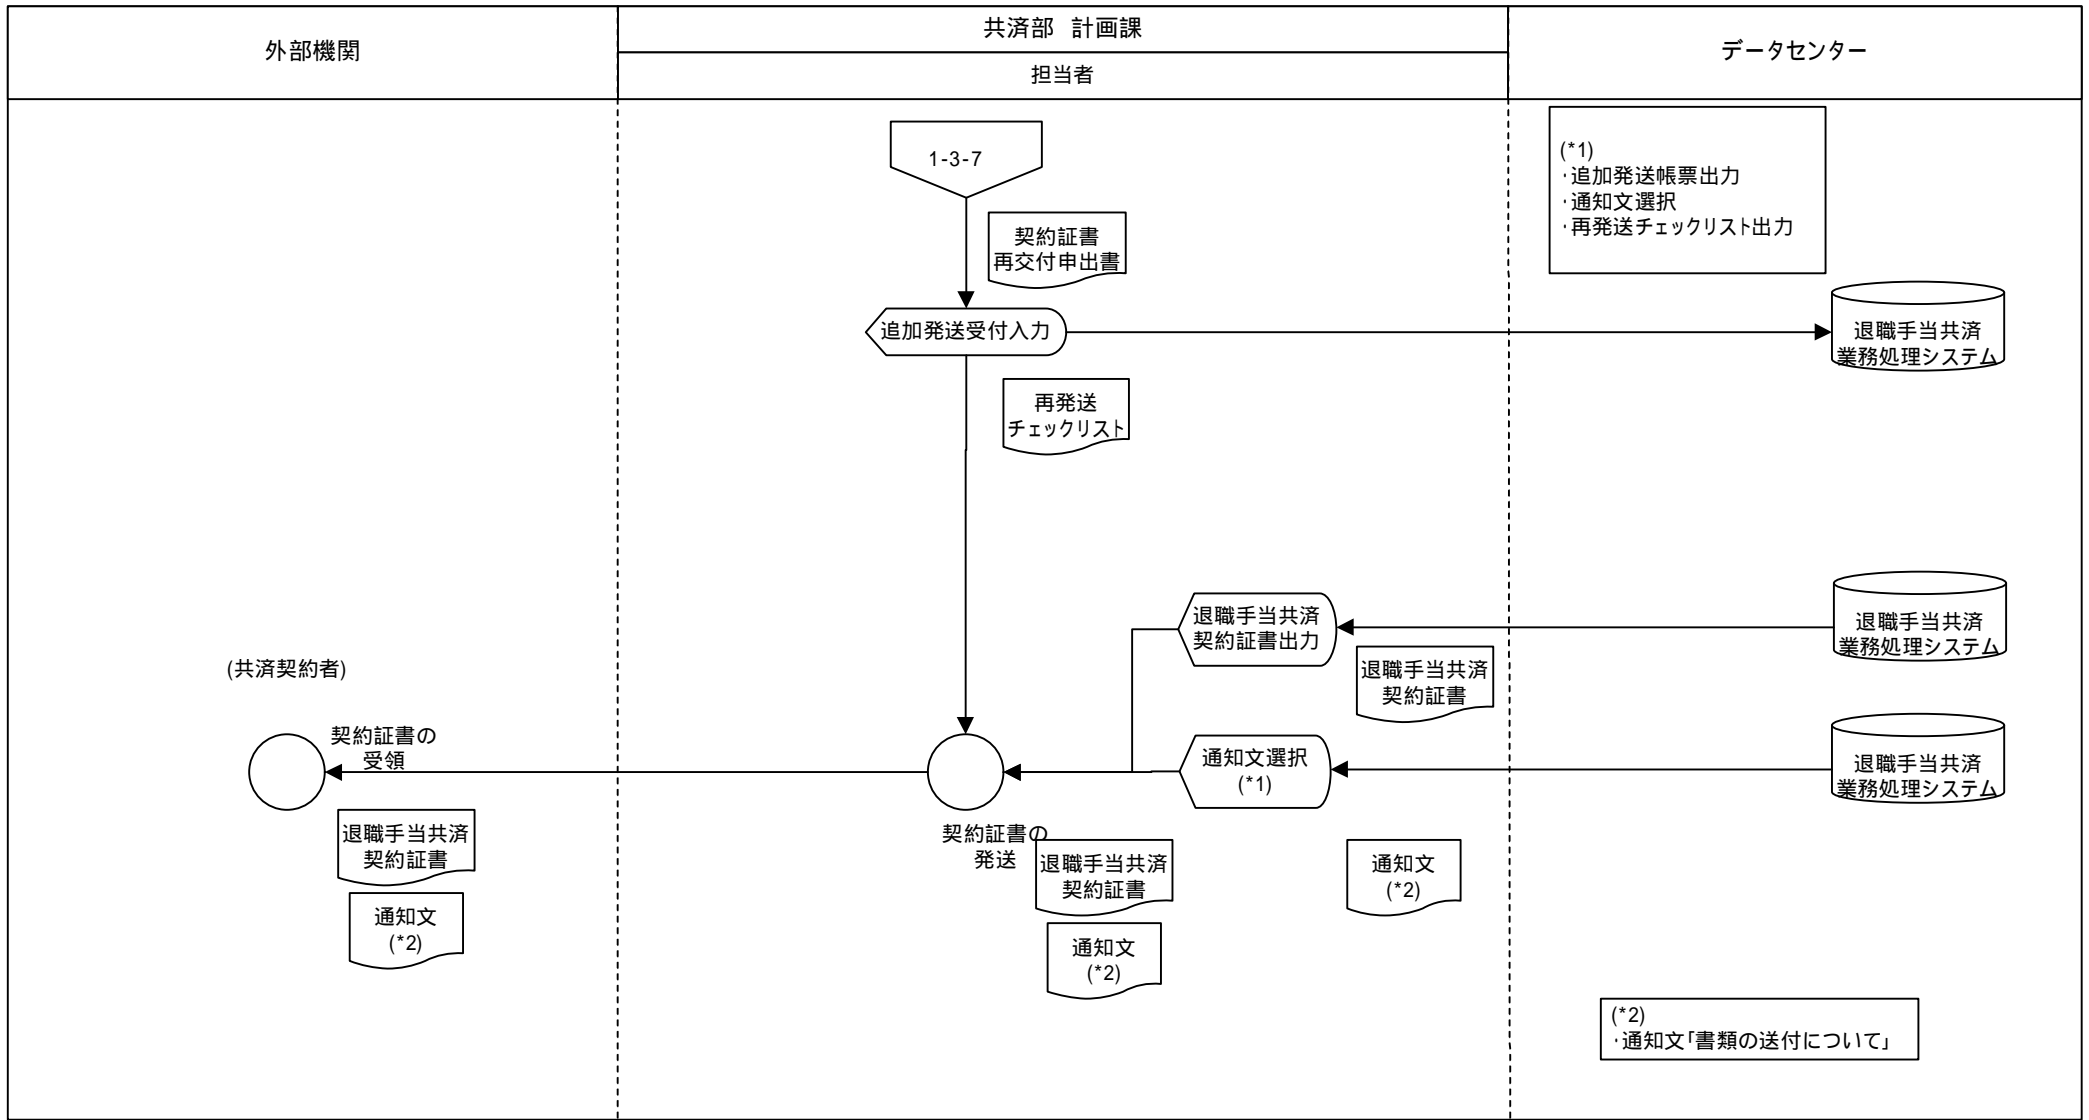 外部機関
共済部　計画課
担当者
データセンター
1-3-7
(*1)
・追加発送帳票出力
・通知文選択
・再発送チェックリスト出力
契約証書
再交付申出書
追加発送受付入力
退職手当共済
業務処理システム
再発送
チェックリスト
退職手当共済
契約証書出力
退職手当共済
業務処理システム
退職手当共済
契約証書
(共済契約者)
契約証書の
受領
通知文選択
(*1)
退職手当共済
業務処理システム
退職手当共済
契約証書
通知文
(*2)
契約証書の
発送
退職手当共済
契約証書
通知文
(*2)
通知文
(*2)
(*2)
・通知文「書類の送付について」